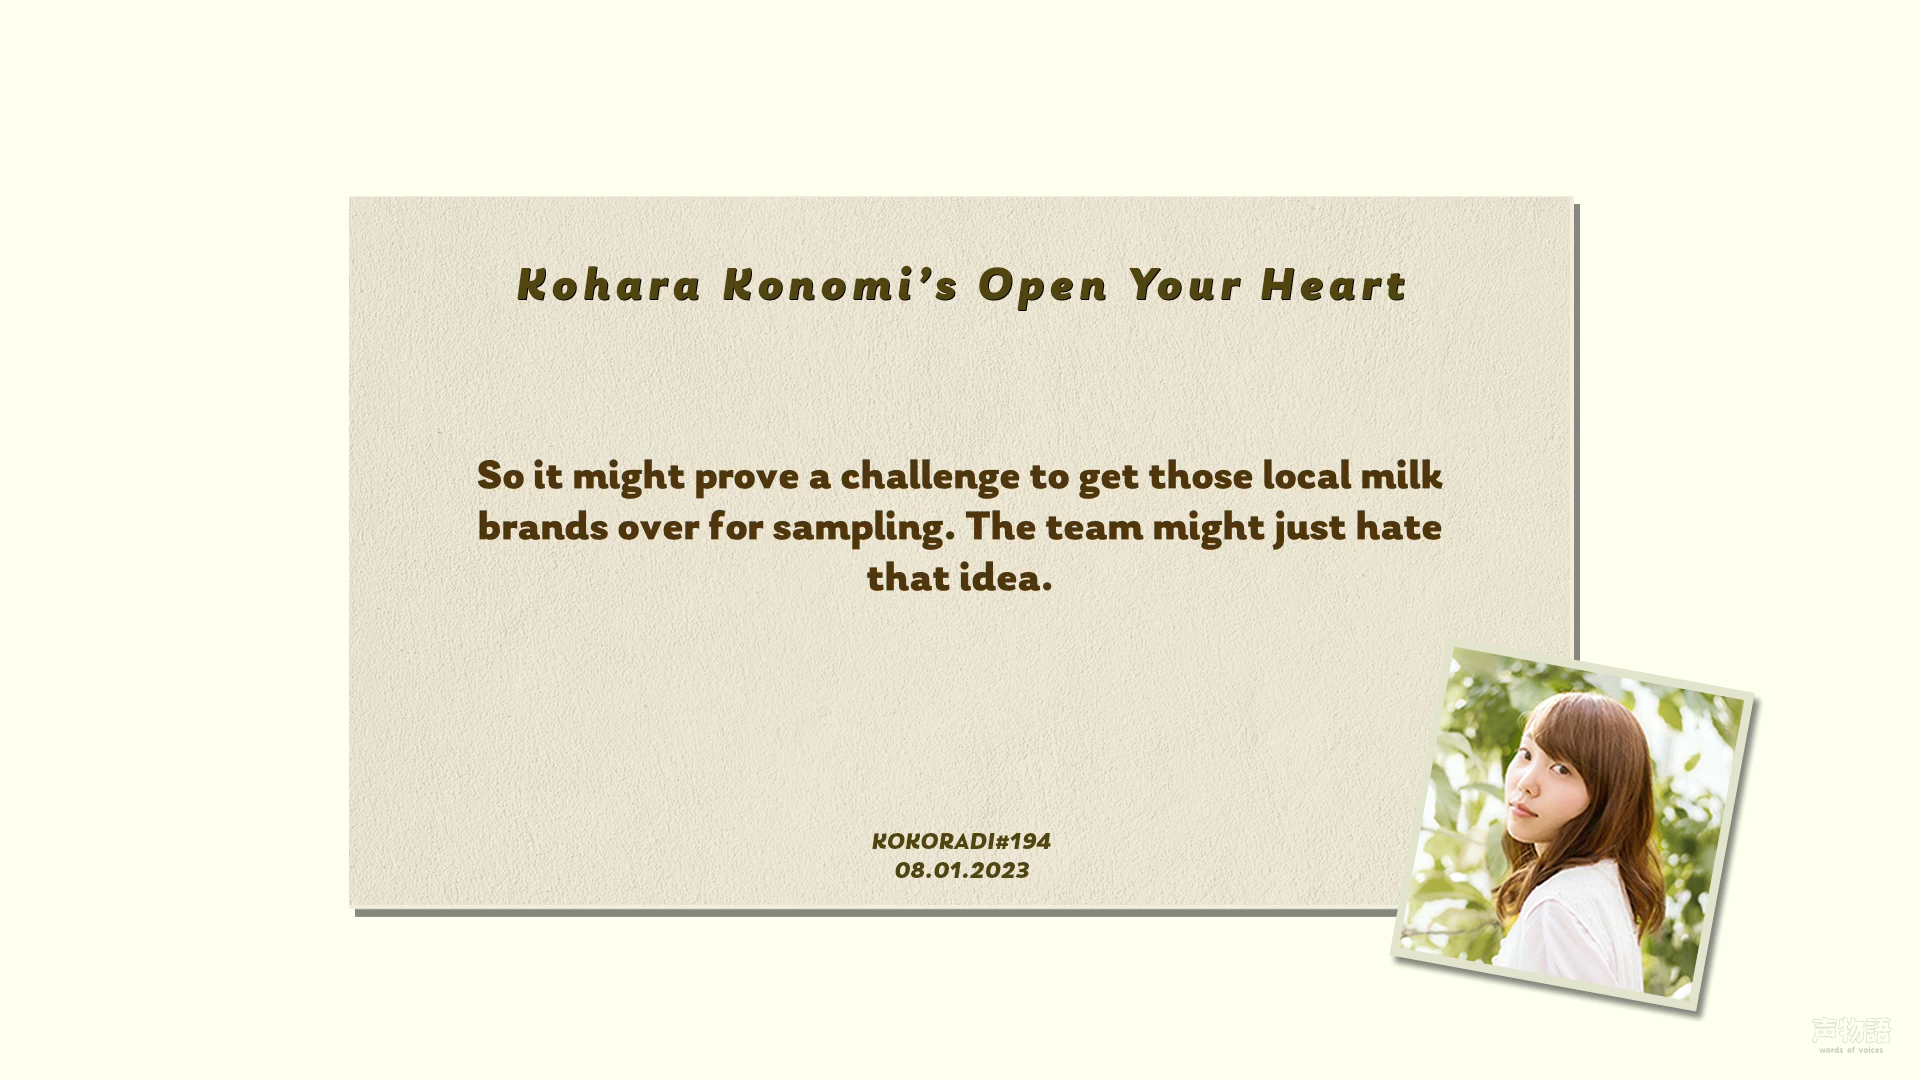 Kohara Konomi’s Open Your Heart
So it might prove a challenge to get those local milk
brands over for sampling. The team might just hate
that idea.
KOKORADI#194
08.01.2023
声物語
words of voices